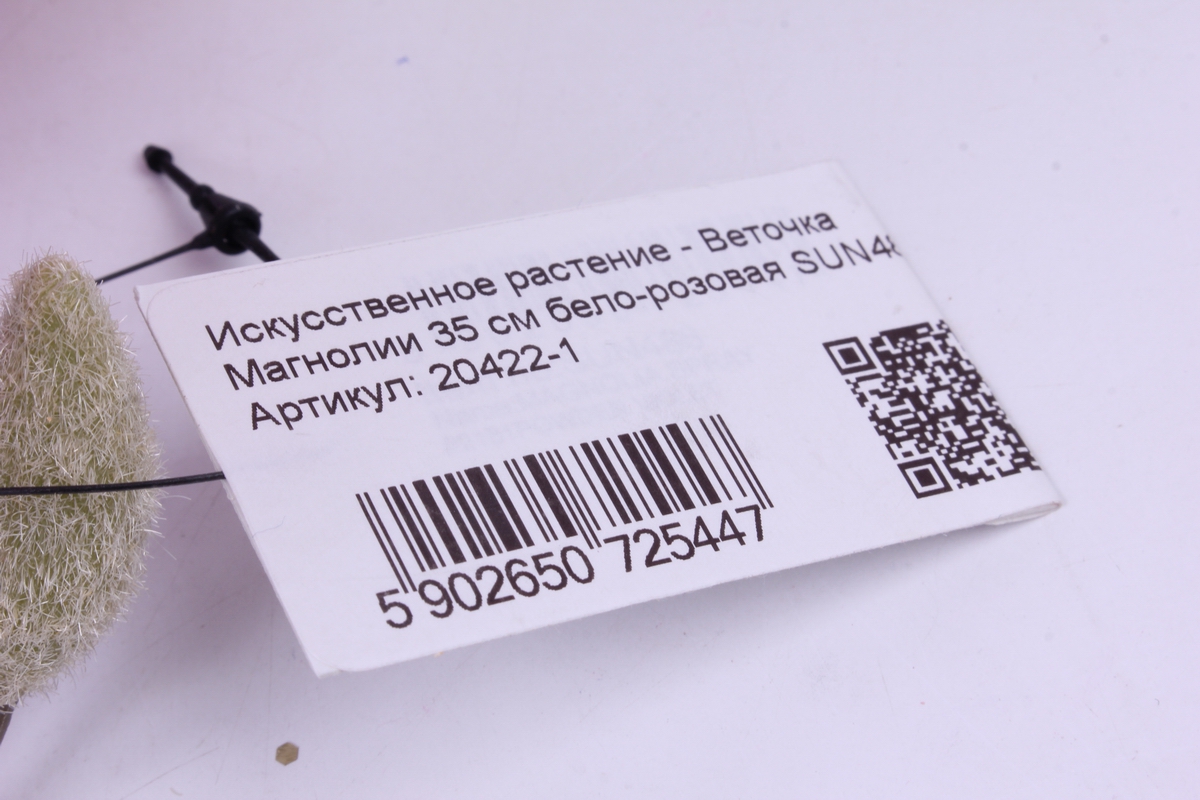 Искусственное растение - Веточка
Магнолии 35 см бело-розовая
Артикул: 20422-1
5 902650 725447